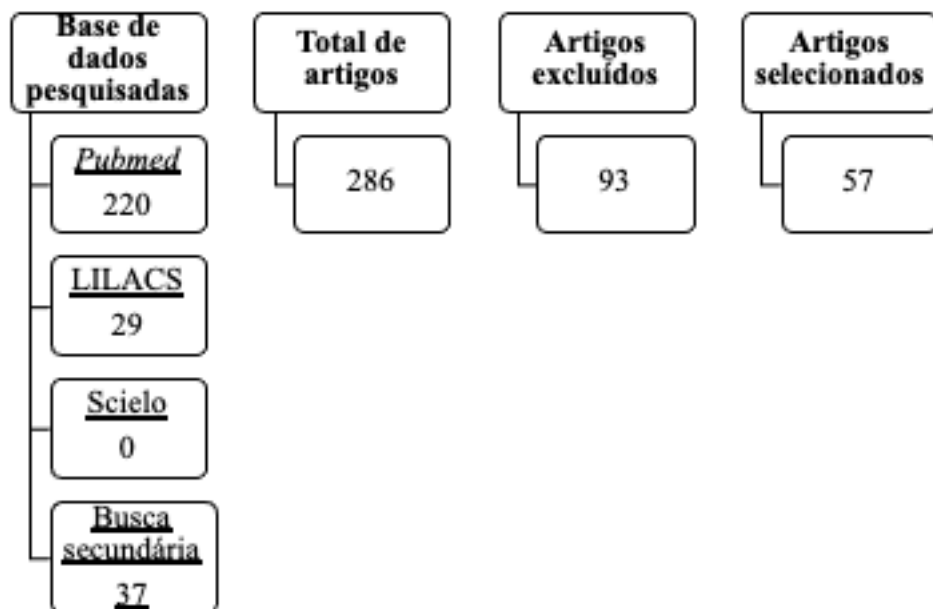 Base de
dados
pesquisadas
Pubmed
220
LILACS
29
Scielo
0
Busca
secundária
37
Total de
artigos
286
Artigos
excluídos
93
Artigos
selecionados
57